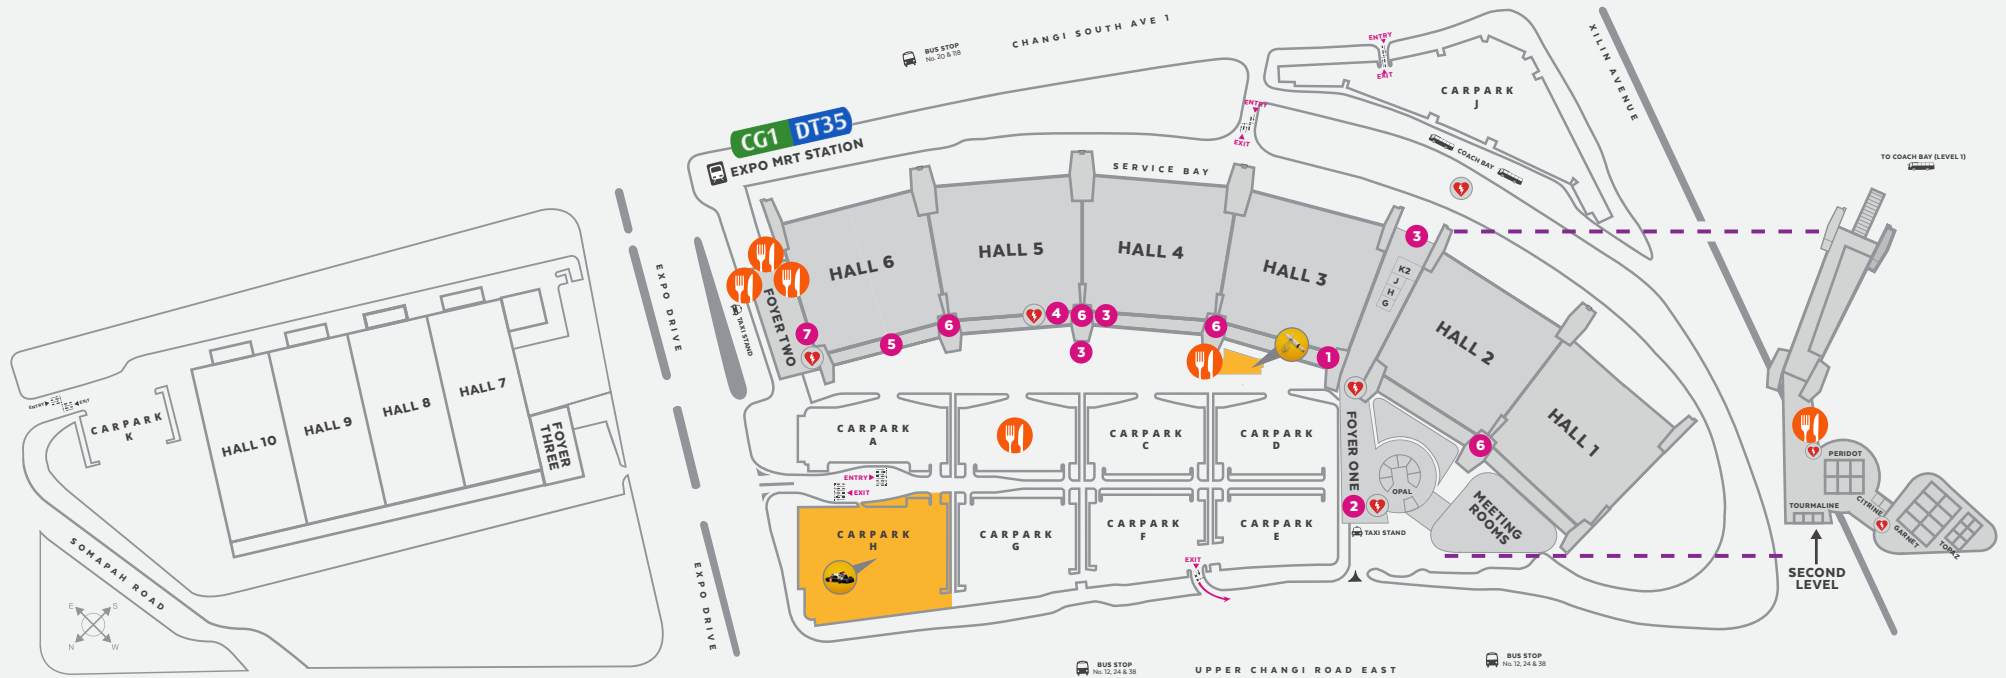 CHANGI SOUTH AVE 1
BUS STOP
No. 20 & 118
ENTRY
EXIT
CARPARK
J
XILIN AVENUE
CG1 DT35
EXPO MRT STATION
ENTRY
EXIT
COACH BAY
TO COACH BAY (LEVEL 1)
SERVICE BAY
HALL 6
HALL 5
HALL 4
HALL 3
3
K2
J
H
G
HALL 2
HALL 1
EXPO DRIVE
TAXI STAND
FOYER TWO
7
5
6
4
6
3
3
6
1
6
HALL 10
HALL 9
HALL 8
HALL 7
FOYER
THREE
ENTRY
EXIT
CARPARK
K
CARPARK
A
CARPARK
C
CARPARK
D
FOYER ONE
OPAL
2
TAXI STAND
MEETING
ROOMS
ENTRY
EXIT
CARPARK
H
CARPARK
G
CARPARK
F
CARPARK
E
EXIT
PERIDOT
TOURMALINE
CITRINE
GARNET
TOPAZ
SECOND
LEVEL
SOMAPAH ROAD
E
S
N
W
EXPO DRIVE
BUS STOP
No. 12, 24 & 38
UPPER CHANGI ROAD EAST
BUS STOP
No. 12, 24 & 38